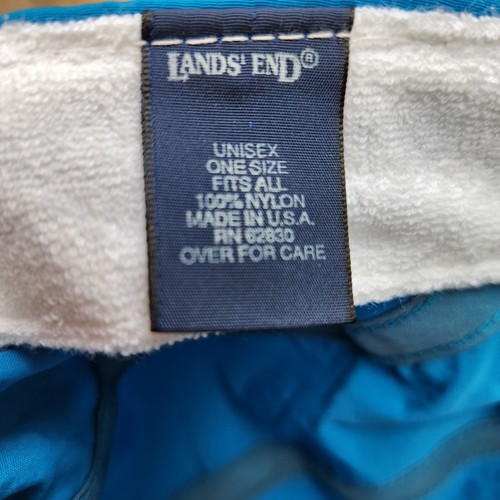 LANDS' END®
UNISEX
ONE SIZE
FITS ALL
100% NYLON
MADE IN U.S.A.
RN 62830
OVER FOR CARE